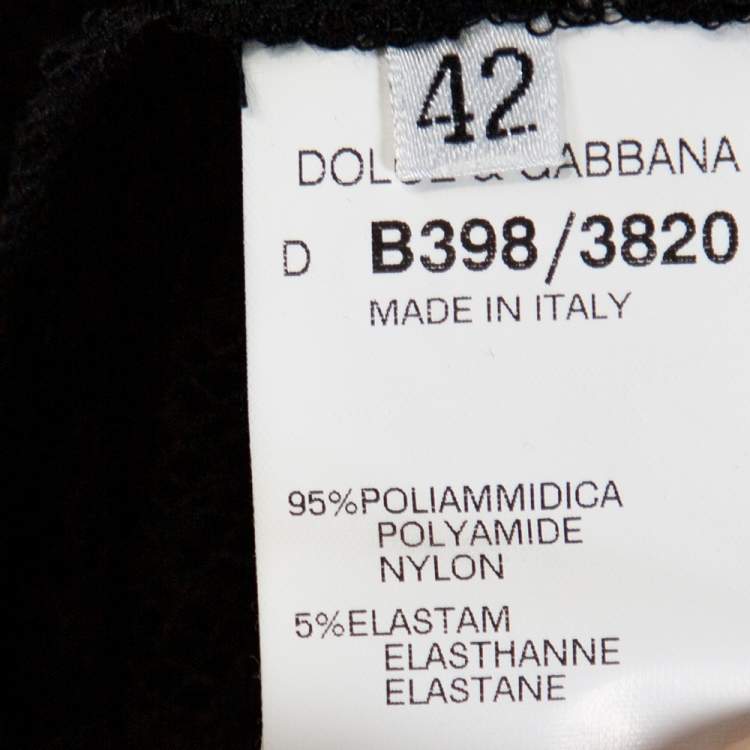 42
DOLCE & GABBANA
D B398/3820
MADE IN ITALY
95%POLIAMMIDICA
POLYAMIDE
NYLON
5%ELASTAM
ELASTHANNE
ELASTANE